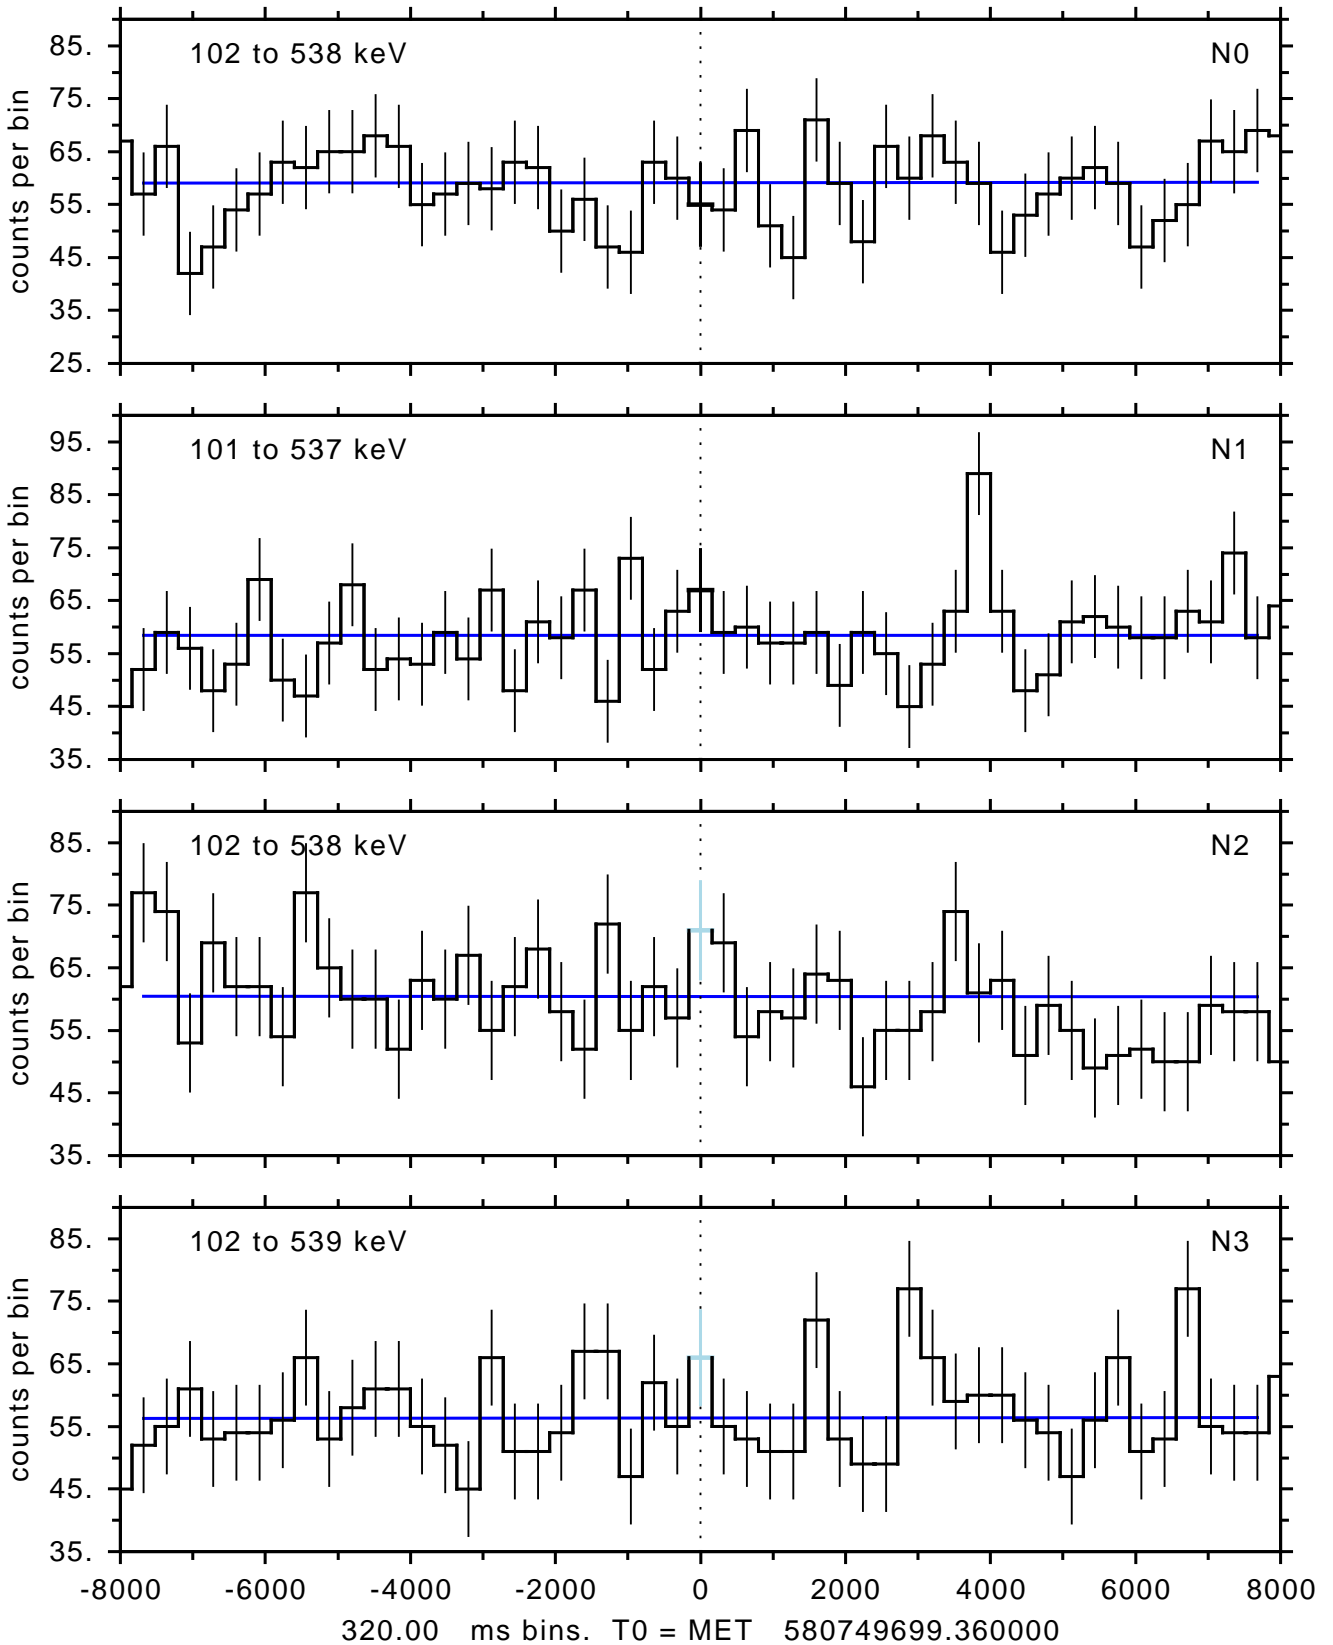 102 to 538 keV N0
85.
75.
65.
55.
45.
35.
25.
counts per bin
101 to 537 keV N1
95.
85.
75.
65.
55.
45.
35.
counts per bin
102 to 538 keV N2
85.
75.
65.
55.
45.
35.
counts per bin
102 to 539 keV N3
85.
75.
65.
55.
45.
35.
counts per bin
-8000 -6000 -4000 -2000 0 2000 4000 6000 8000
320.00 ms bins. T0 = MET 580749699.360000